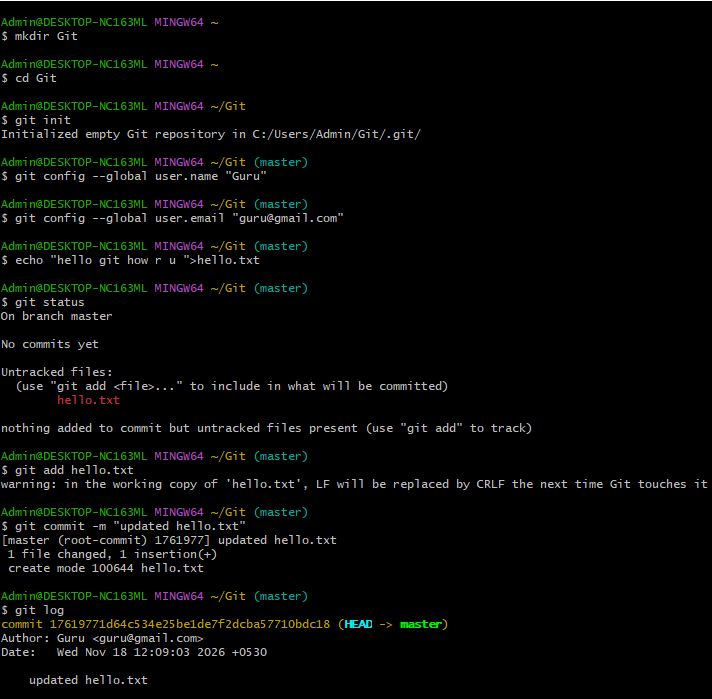 Admin@DESKTOP-NC163ML MINGW64 ~
$ mkdir Git
Admin@DESKTOP-NC163ML MINGW64 ~
$ cd Git
Admin@DESKTOP-NC163ML MINGW64 ~/Git
$ git init
Initialized empty Git repository in C:/Users/Admin/Git/.git/
Admin@DESKTOP-NC163ML MINGW64 ~/Git (master)
$ git config --global user.name "Guru"
Admin@DESKTOP-NC163ML MINGW64 ~/Git (master)
$ git config --global user.email "guru@gmail.com"
Admin@DESKTOP-NC163ML MINGW64 ~/Git (master)
$ echo "hello git how r u ">hello.txt
Admin@DESKTOP-NC163ML MINGW64 ~/Git (master)
$ git status
On branch master
No commits yet
Untracked files:
  (use "git add <file>..." to include in what will be committed)
        hello.txt
nothing added to commit but untracked files present (use "git add" to track)
Admin@DESKTOP-NC163ML MINGW64 ~/Git (master)
$ git add hello.txt
warning: in the working copy of 'hello.txt', LF will be replaced by CRLF the next time Git touches it
Admin@DESKTOP-NC163ML MINGW64 ~/Git (master)
$ git commit -m "updated hello.txt"
[master (root-commit) 1761977] updated hello.txt
 1 file changed, 1 insertion(+)
 create mode 100644 hello.txt
Admin@DESKTOP-NC163ML MINGW64 ~/Git (master)
$ git log
commit 17619771d64c534e25be1de7f2dcba57710bdc18 (HEAD -> master)
Author: Guru <guru@gmail.com>
Date:   Wed Nov 18 12:09:03 2026 +0530
    updated hello.txt